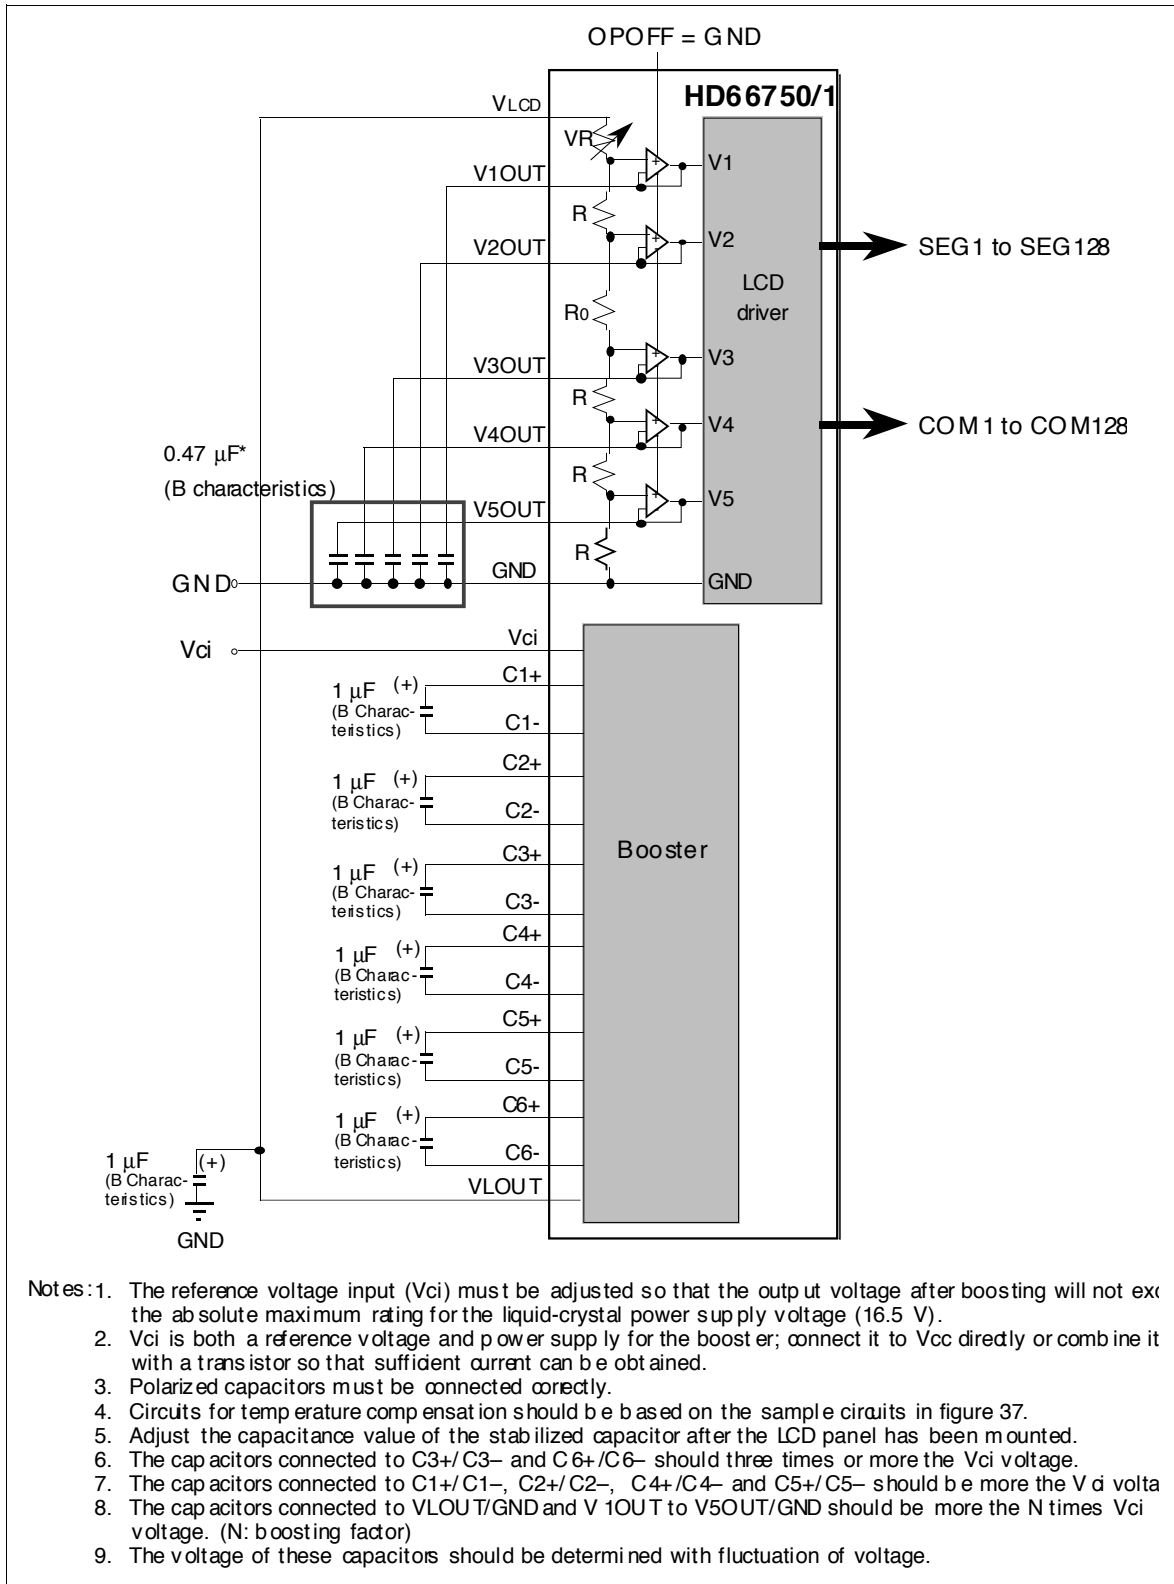 OPOFF = GND
HD66750/1
VLCD
VR
V1OUT
V1
R
V2OUT
V2
SEG1 to SEG128
LCD
driver
R0
V3OUT
V3
R
V4OUT
V4
COM1 to COM128
0.47 µF*
(B characteristics)
R
V5OUT
V5
R
GND
GND
GND
Vci
Vci
C1+
1 µF (+)
(B Charac-
teristics)
C1-
C2+
1 µF (+)
(B Charac-
teristics)
C2-
Booster
C3+
1 µF (+)
(B Charac-
teristics)
C3-
C4+
1 µF (+)
(B Charac-
teristics)
C4-
C5+
1 µF (+)
(B Charac-
teristics)
C5-
C6+
1 µF (+)
(B Charac-
teristics)
C6-
1 µF (+)
(B Charac-
teristics)
VLOUT
GND
Notes: 1. The reference voltage input (Vci) must be adjusted so that the output voltage after boosting will not
the absolute maximum rating for the liquid-crystal power supply voltage (16.5 V).
2. Vci is both a reference voltage and power supply for the booster; connect it to Vcc directly or combine it
with a transistor so that sufficient current can be obtained.
3. Polarized capacitors must be connected correctly.
4. Circuits for temperature compensation should be based on the sample circuits in figure 37.
5. Adjust the capacitance value of the stabilized capacitor after the LCD panel has been mounted.
6. The capacitors connected to C3+/C3– and C6+/C6– should three times or more the Vci voltage.
7. The capacitors connected to C1+/C1–, C2+/C2–, C4+/C4– and C5+/C5– should be more the Vci
8. The capacitors connected to VLOUT/GND and V1OUT to V5OUT/GND should be more the N times Vci
voltage. (N: boosting factor)
9. The voltage of these capacitors should be determined with fluctuation of voltage.